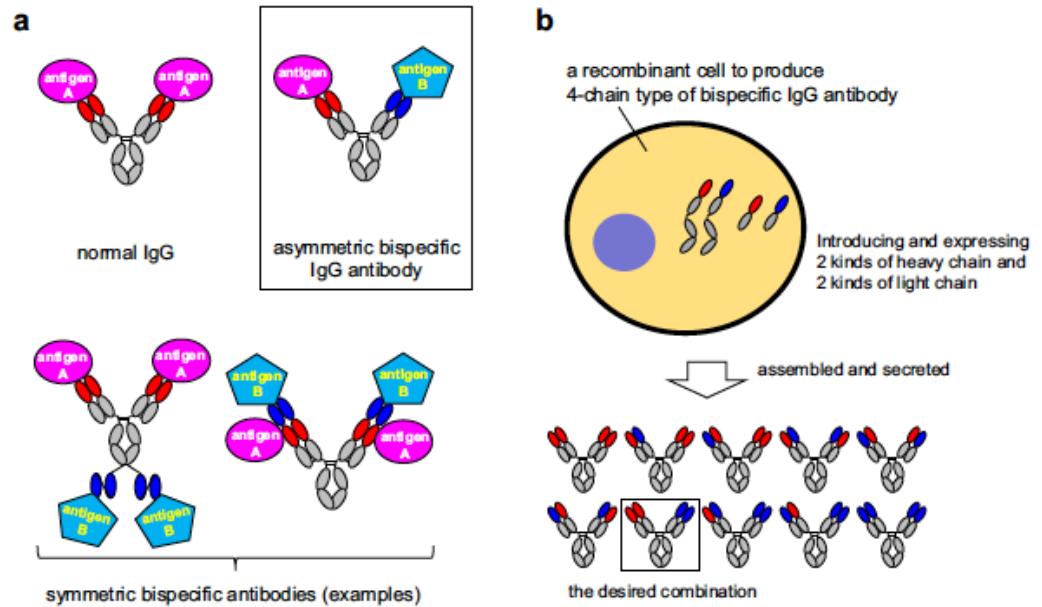 a
antigen
A
antigen
A
normal IgG
antigen
A
antigen
B
asymmetric bispecific
IgG antibody
antigen
A
antigen
A
antigen
B
antigen
B
antigen
B
antigen
B
antigen
A
antigen
A
symmetric bispecific antibodies (examples)
b
a recombinant cell to produce
4-chain type of bispecific IgG antibody
Introducing and expressing
2 kinds of heavy chain and
2 kinds of light chain
assembled and secreted
the desired combination